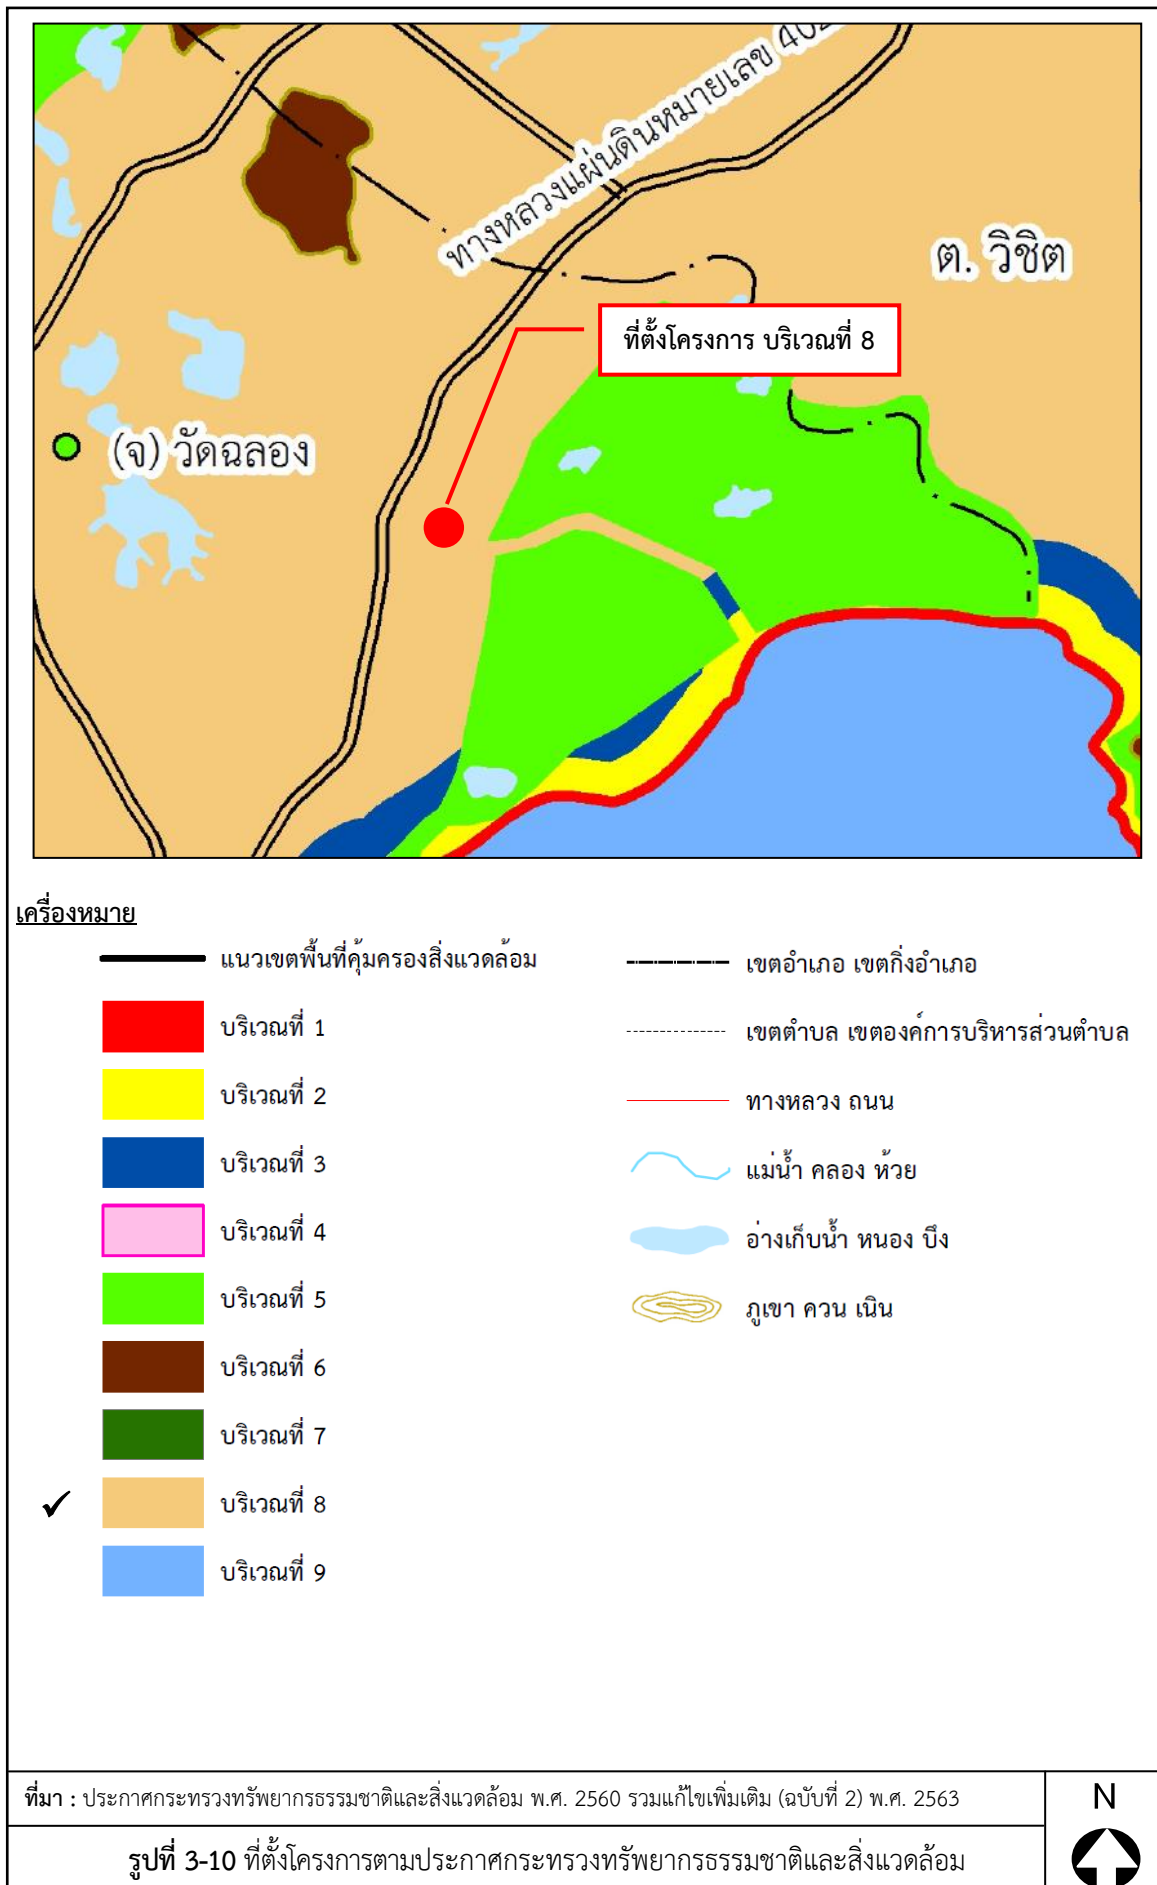 ทางหลวงแผ่นดินหมายเลข 402
ต. วิชิต
ที่ตั้งโครงการ บริเวณที่ 8
(จ) วัดฉลอง
เครื่องหมาย
แนวเขตพื้นที่คุ้มครองสิ่งแวดล้อม
บริเวณที่ 1
บริเวณที่ 2
บริเวณที่ 3
บริเวณที่ 4
บริเวณที่ 5
บริเวณที่ 6
บริเวณที่ 7
บริเวณที่ 8
บริเวณที่ 9
เขตอำเภอ เขตกิ่งอำเภอ
เขตตำบล เขตองค์การบริหารส่วนตำบล
ทางหลวง ถนน
แม่น้ำ คลอง ห้วย
อ่างเก็บน้ำ หนอง บึง
ภูเขา ควน เนิน
ที่มา : ประกาศกระทรวงทรัพยากรธรรมชาติและสิ่งแวดล้อม พ.ศ. 2560 รวมแก้ไขเพิ่มเติม (ฉบับที่ 2) พ.ศ. 2563
N
รูปที่ 3-10 ที่ตั้งโครงการตามประกาศกระทรวงทรัพยากรธรรมชาติและสิ่งแวดล้อม